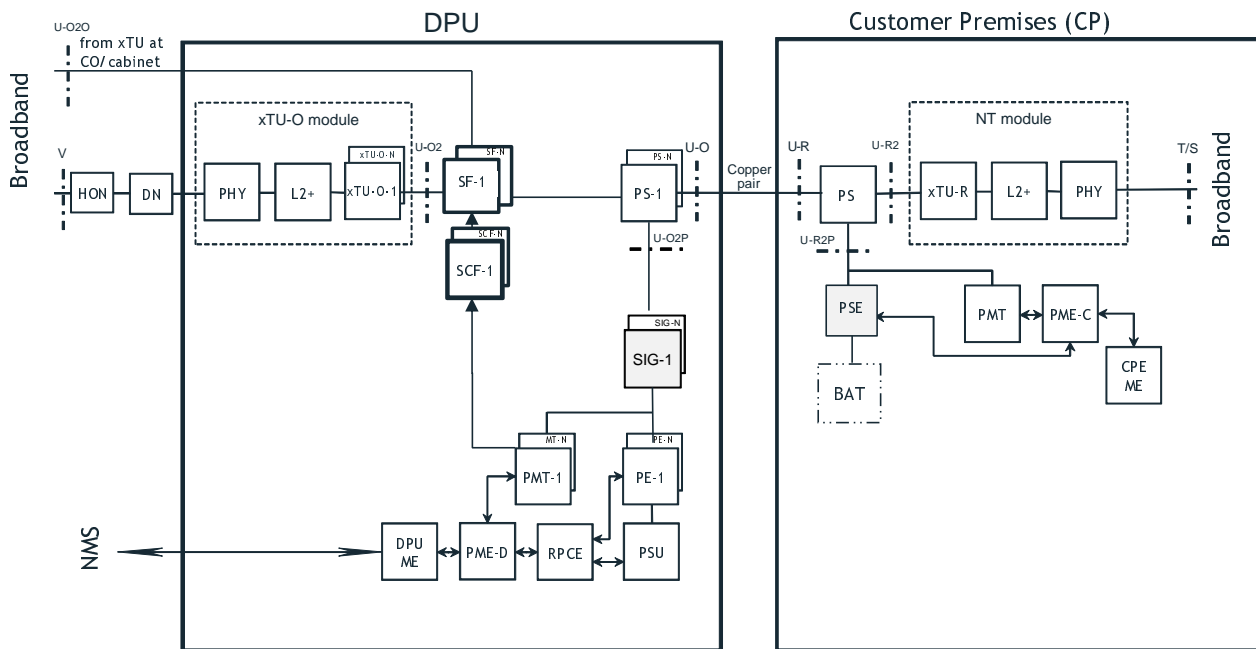 DPU
Customer Premises (CP)
U-O2O
from xTU at
CO/ cabinet
Broadband
xTU-O module
NT module
V
HON
DN
PHY
L2+
xTU-O-N
xTU-O-1
U-O2
SF-N
SF-1
PS-N
PS-1
U-O
Copper
pair
U-R
PS
U-R2
xTU-R
L2+
PHY
T/S
Broadband
SCF-N
SCF-1
U-O2P
U-R2P
PSE
PMT
PME-C
SIG-N
SIG-1
BAT
CPE
ME
MT-N
PMT-1
PE-N
PE-1
NMS
DPU
ME
PME-D
RPCE
PSU